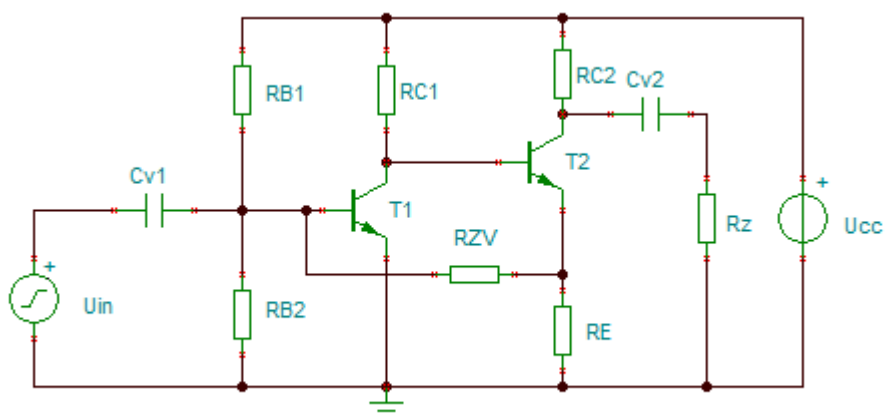 RB1
RC1
RC2
Cv2
T2
Cv1
T1
RZV
Rz
+
Ucc
+
Uin
RB2
RE